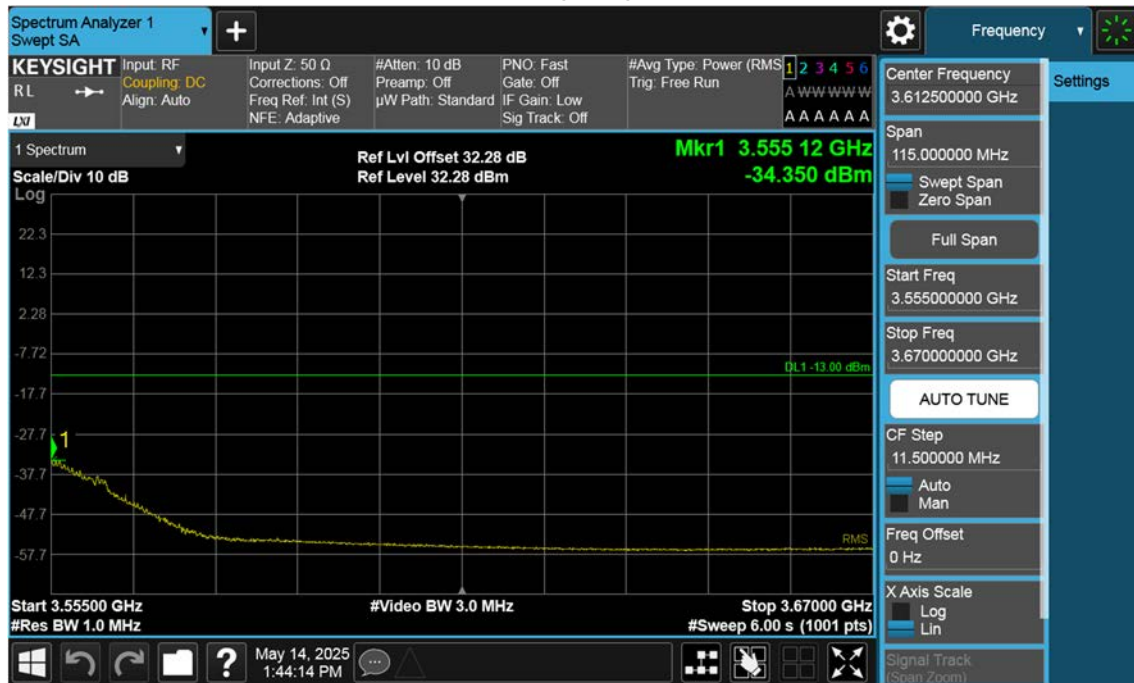 Spectrum Analyzer 1
Swept SA
Frequency
KEYSIGHT
RL
LXI
Input: RF
Coupling: DC
Align: Auto
Input Z: 50 Ω
Corrections: Off
Freq Ref: Int (S)
NFE: Adaptive
#Atten: 10 dB
Preamp: Off
µW Path: Standard
PNO: Fast
Gate: Off
IF Gain: Low
Sig Track: Off
#Avg Type: Power (RMS
Trig: Free Run
1 2 3 4 5 6
A W W W W W
A A A A A A
1 Spectrum
Scale/Div 10 dB
Ref Lvl Offset 32.28 dB
Ref Level 32.28 dBm
Mkr1 3.555 12 GHz
-34.350 dBm
Log
22.3
12.3
2.28
-7.72
DL1 -13.00 dBm
-17.7
-27.7
1
-37.7
-47.7
RMS
-57.7
Start 3.55500 GHz
#Video BW 3.0 MHz
Stop 3.67000 GHz
#Res BW 1.0 MHz
#Sweep 6.00 s (1001 pts)
?
May 14, 2025
1:44:14 PM
Center Frequency
3.612500000 GHz
Settings
Span
115.000000 MHz
Swept Span
Zero Span
Full Span
Start Freq
3.555000000 GHz
Stop Freq
3.670000000 GHz
AUTO TUNE
CF Step
11.500000 MHz
Auto
Man
Freq Offset
0 Hz
X Axis Scale
Log
Lin
Signal Track
(Span Zoom)